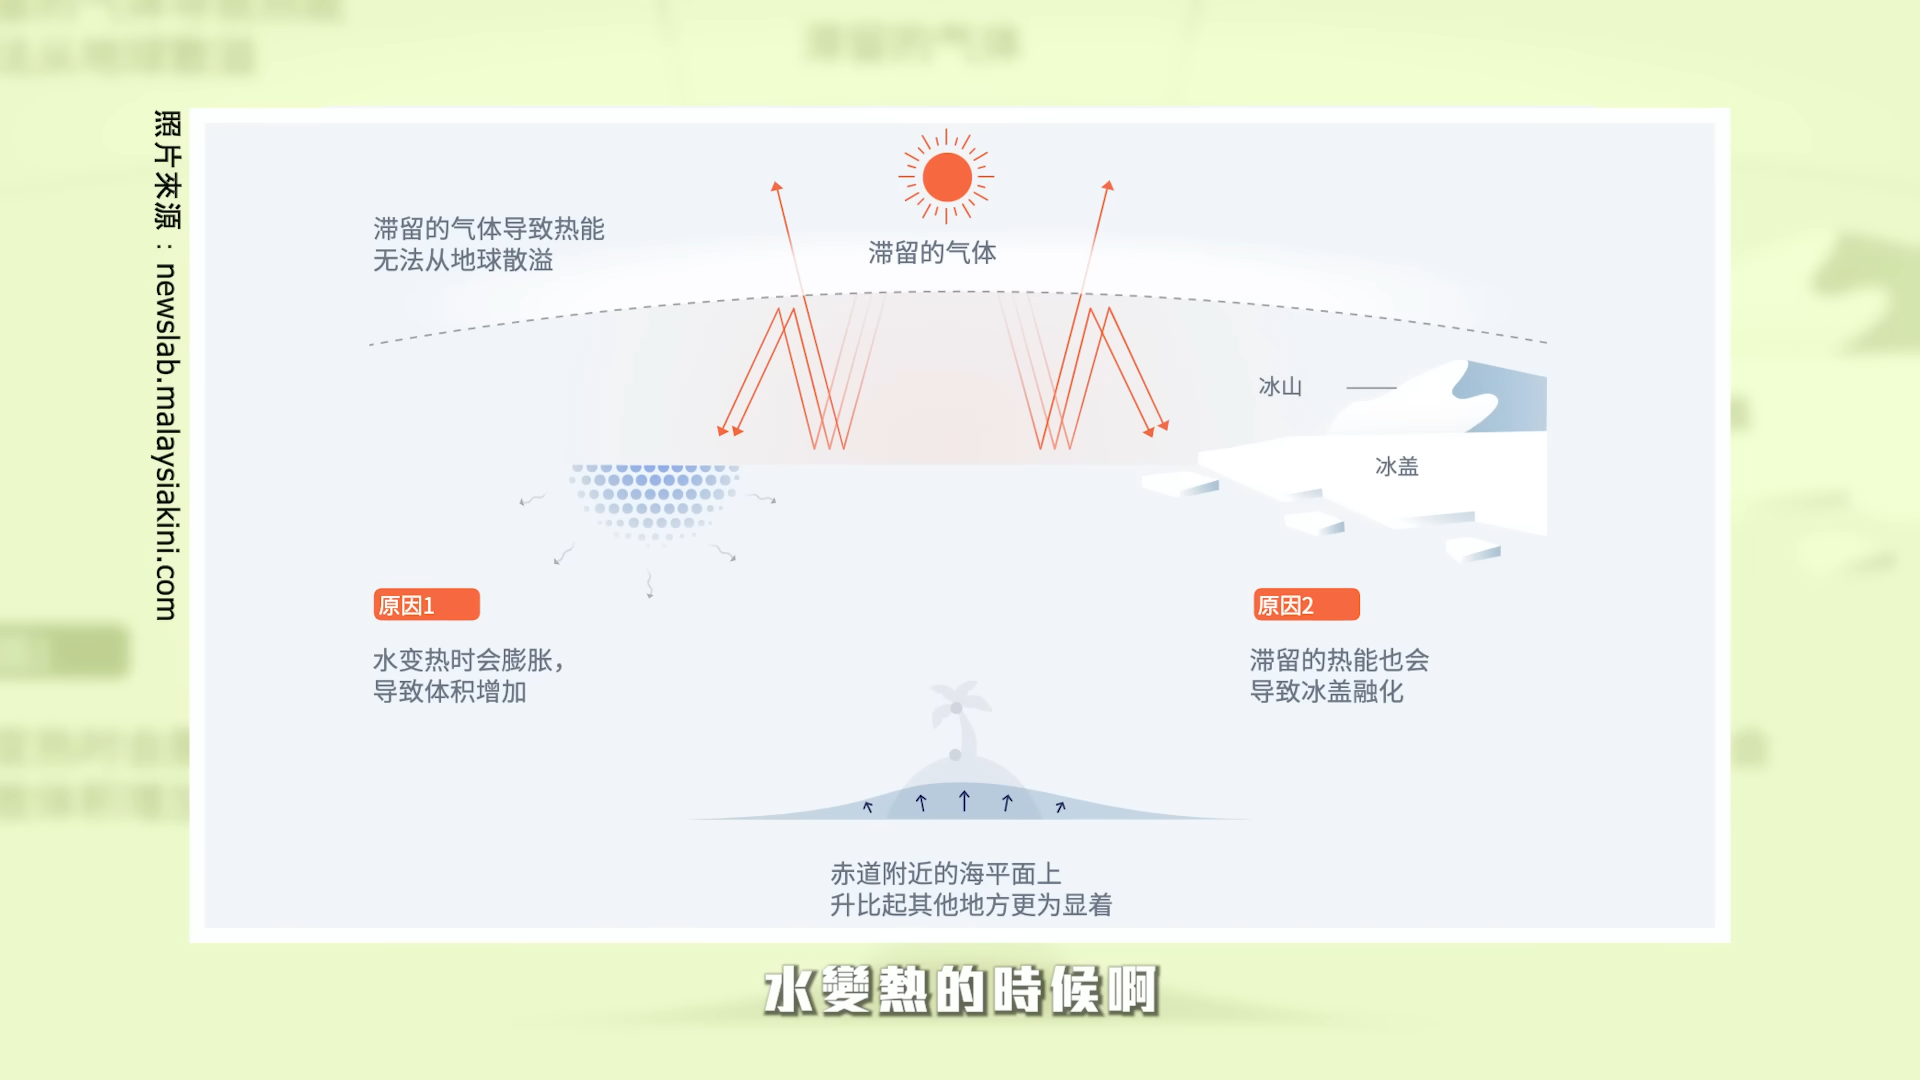 照片來源：newslab.malaysiakini.com
滞留的气体导致热能
无法从地球散溢
滞留的气体
冰山
冰盖
原因1
水变热时会膨胀，
导致体积增加
原因2
滞留的热能也会
导致冰盖融化
赤道附近的海平面上
升比起其他地方更为显着
水變熱的時候啊